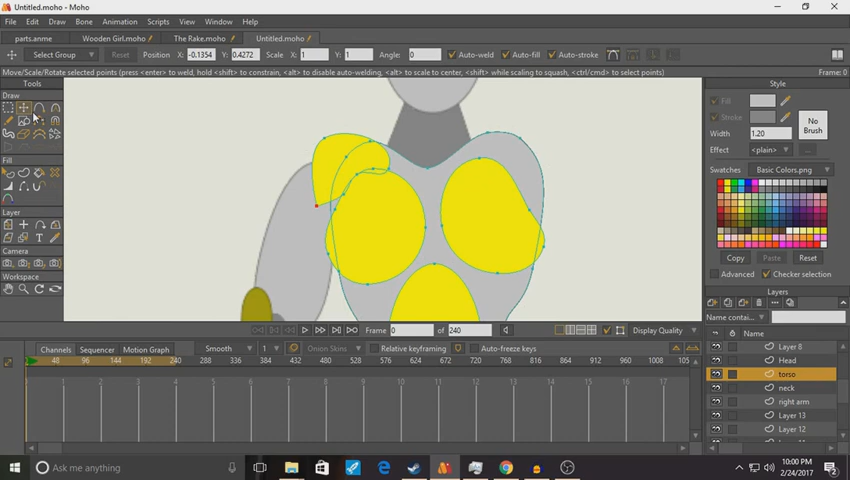 Untitled.moho - Moho
File Edit Draw Bones Animation Scripts View Window Help
parts.anme Wooden Girl.moho The Rake.moho Untitled.moho
Select Group Reset Position X: -0.1354 Y: 0.4272 Scale X: 1 Y: 1 Angle: 0 Auto-weld Auto-fill Auto-stroke
Move/Scale/Rotate selected points (press <enter> to weld, hold <shift> to constrain, <alt> to disable auto-welding, <alt> to scale to center, <shift> while scaling to squash, <ctrl/cmd> to disable snapping to points) Frame: 0
Tools
Draw
Fill
Layer
Camera
Workspace
Style
Fill
Stroke
No Brush
Width 1.20
Effect <plain>
Swatches Basic Colors.png
Copy Paste Reset
Advanced Checker selection
Layers
Name contai...
Name
Layer 8
Head
torso
neck
right arm
Layer 13
Layer 12
Frame 0 of 240 Display Quality
Channels Sequencer Motion Graph Smooth 1 Onion Skins Relative keyframing Auto-freeze keys
48 96 144 192 240 288 336 384 432 480 528 576 624 672 720 768 816 864 912 960 1008 105
1 2 3 4 5 6 7 8 9 10 11 12 13 14 15 16 17
Ask me anything
10:00 PM
2/24/2017